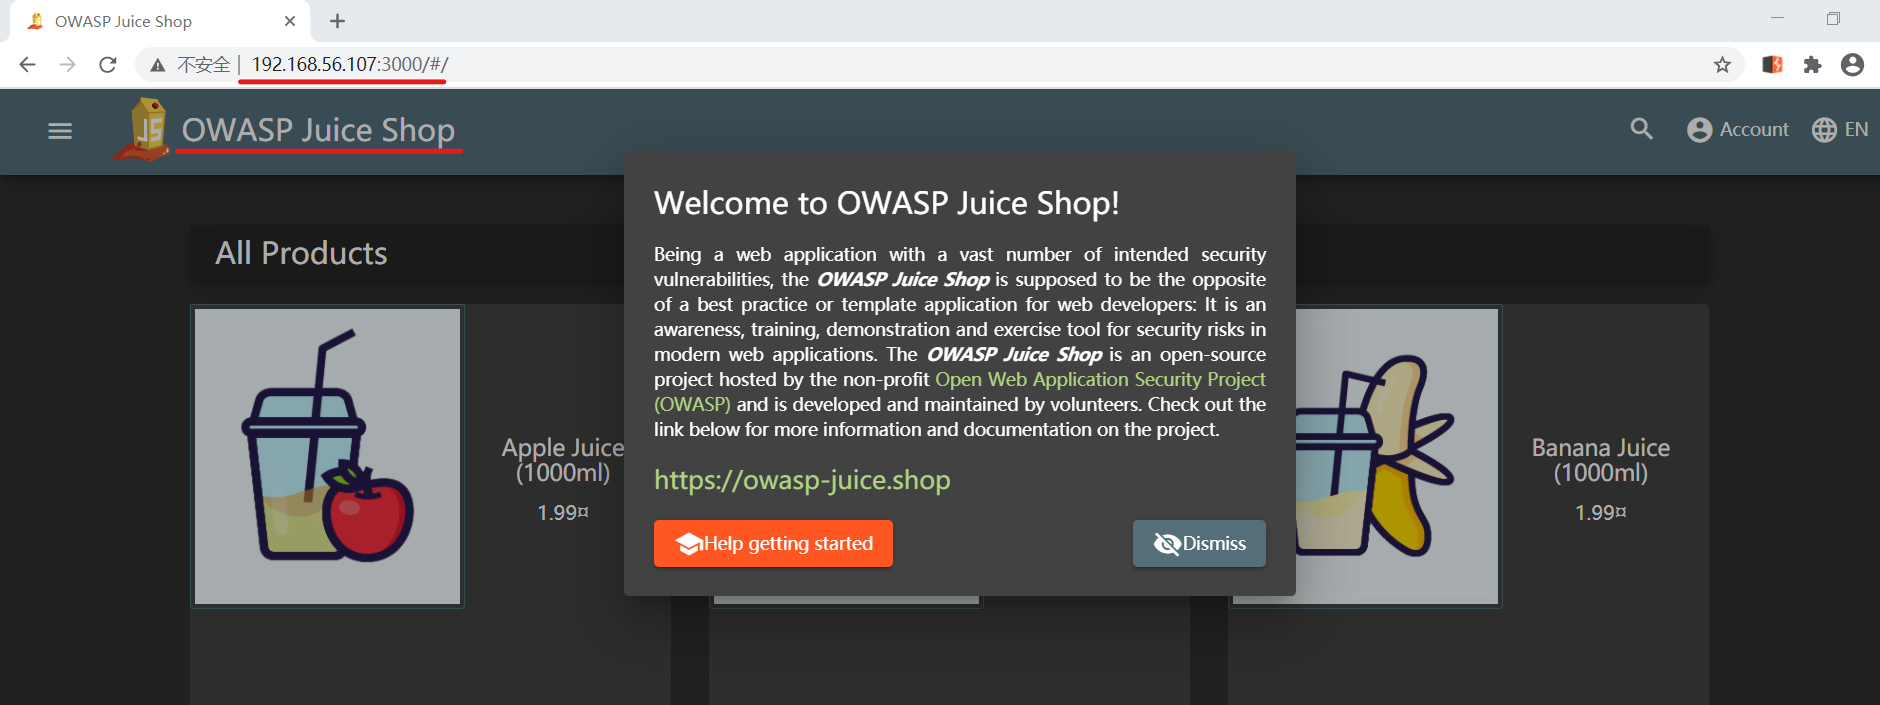 OWASP Juice Shop
不安全 | 192.168.56.107:3000/#/
JS
OWASP Juice Shop
Account
EN
Welcome to OWASP Juice Shop!
Being a web application with a vast number of intended security
vulnerabilities, the OWASP Juice Shop is supposed to be the opposite
of a best practice or template application for web developers: It is an
awareness, training, demonstration and exercise tool for security risks in
modern web applications. The OWASP Juice Shop is an open-source
project hosted by the non-profit Open Web Application Security Project
(OWASP) and is developed and maintained by volunteers. Check out the
link below for more information and documentation on the project.
https://owasp-juice.shop
Help getting started
Dismiss
All Products
Apple Juice
(1000ml)
1.99¤
Banana Juice
(1000ml)
1.99¤